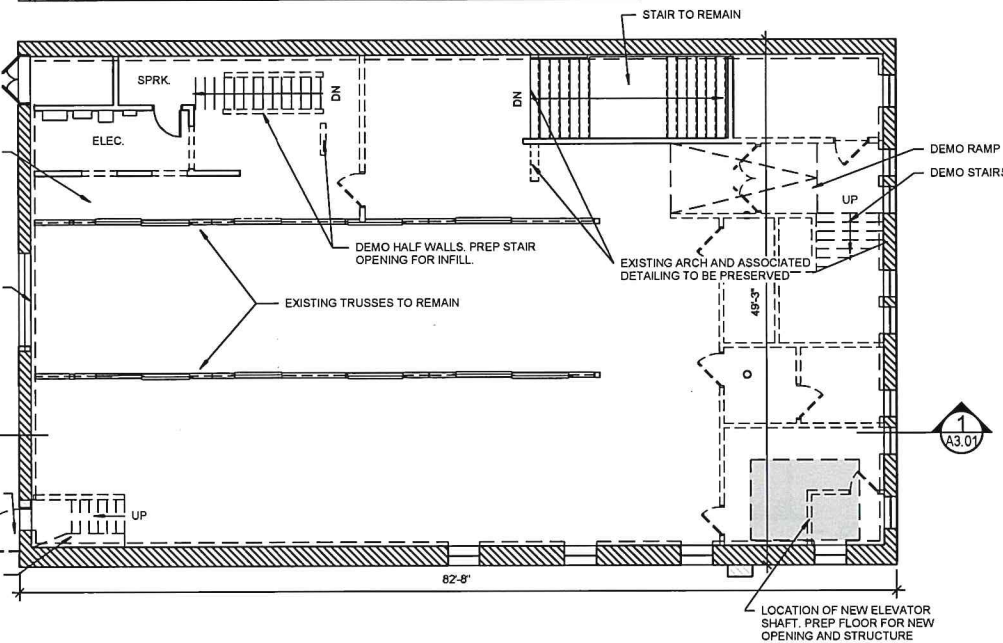 STAIR TO REMAIN
SPRK.
DN
DN
ELEC.
DEMO RAMP
DEMO STAIRS
UP
DEMO HALF WALLS. PREP STAIR
OPENING FOR INFILL.
EXISTING ARCH AND ASSOCIATED
DETAILING TO BE PRESERVED
EXISTING TRUSSES TO REMAIN
49'-3"
1
A3.01
UP
82'-8"
LOCATION OF NEW ELEVATOR
SHAFT. PREP FLOOR FOR NEW
OPENING AND STRUCTURE